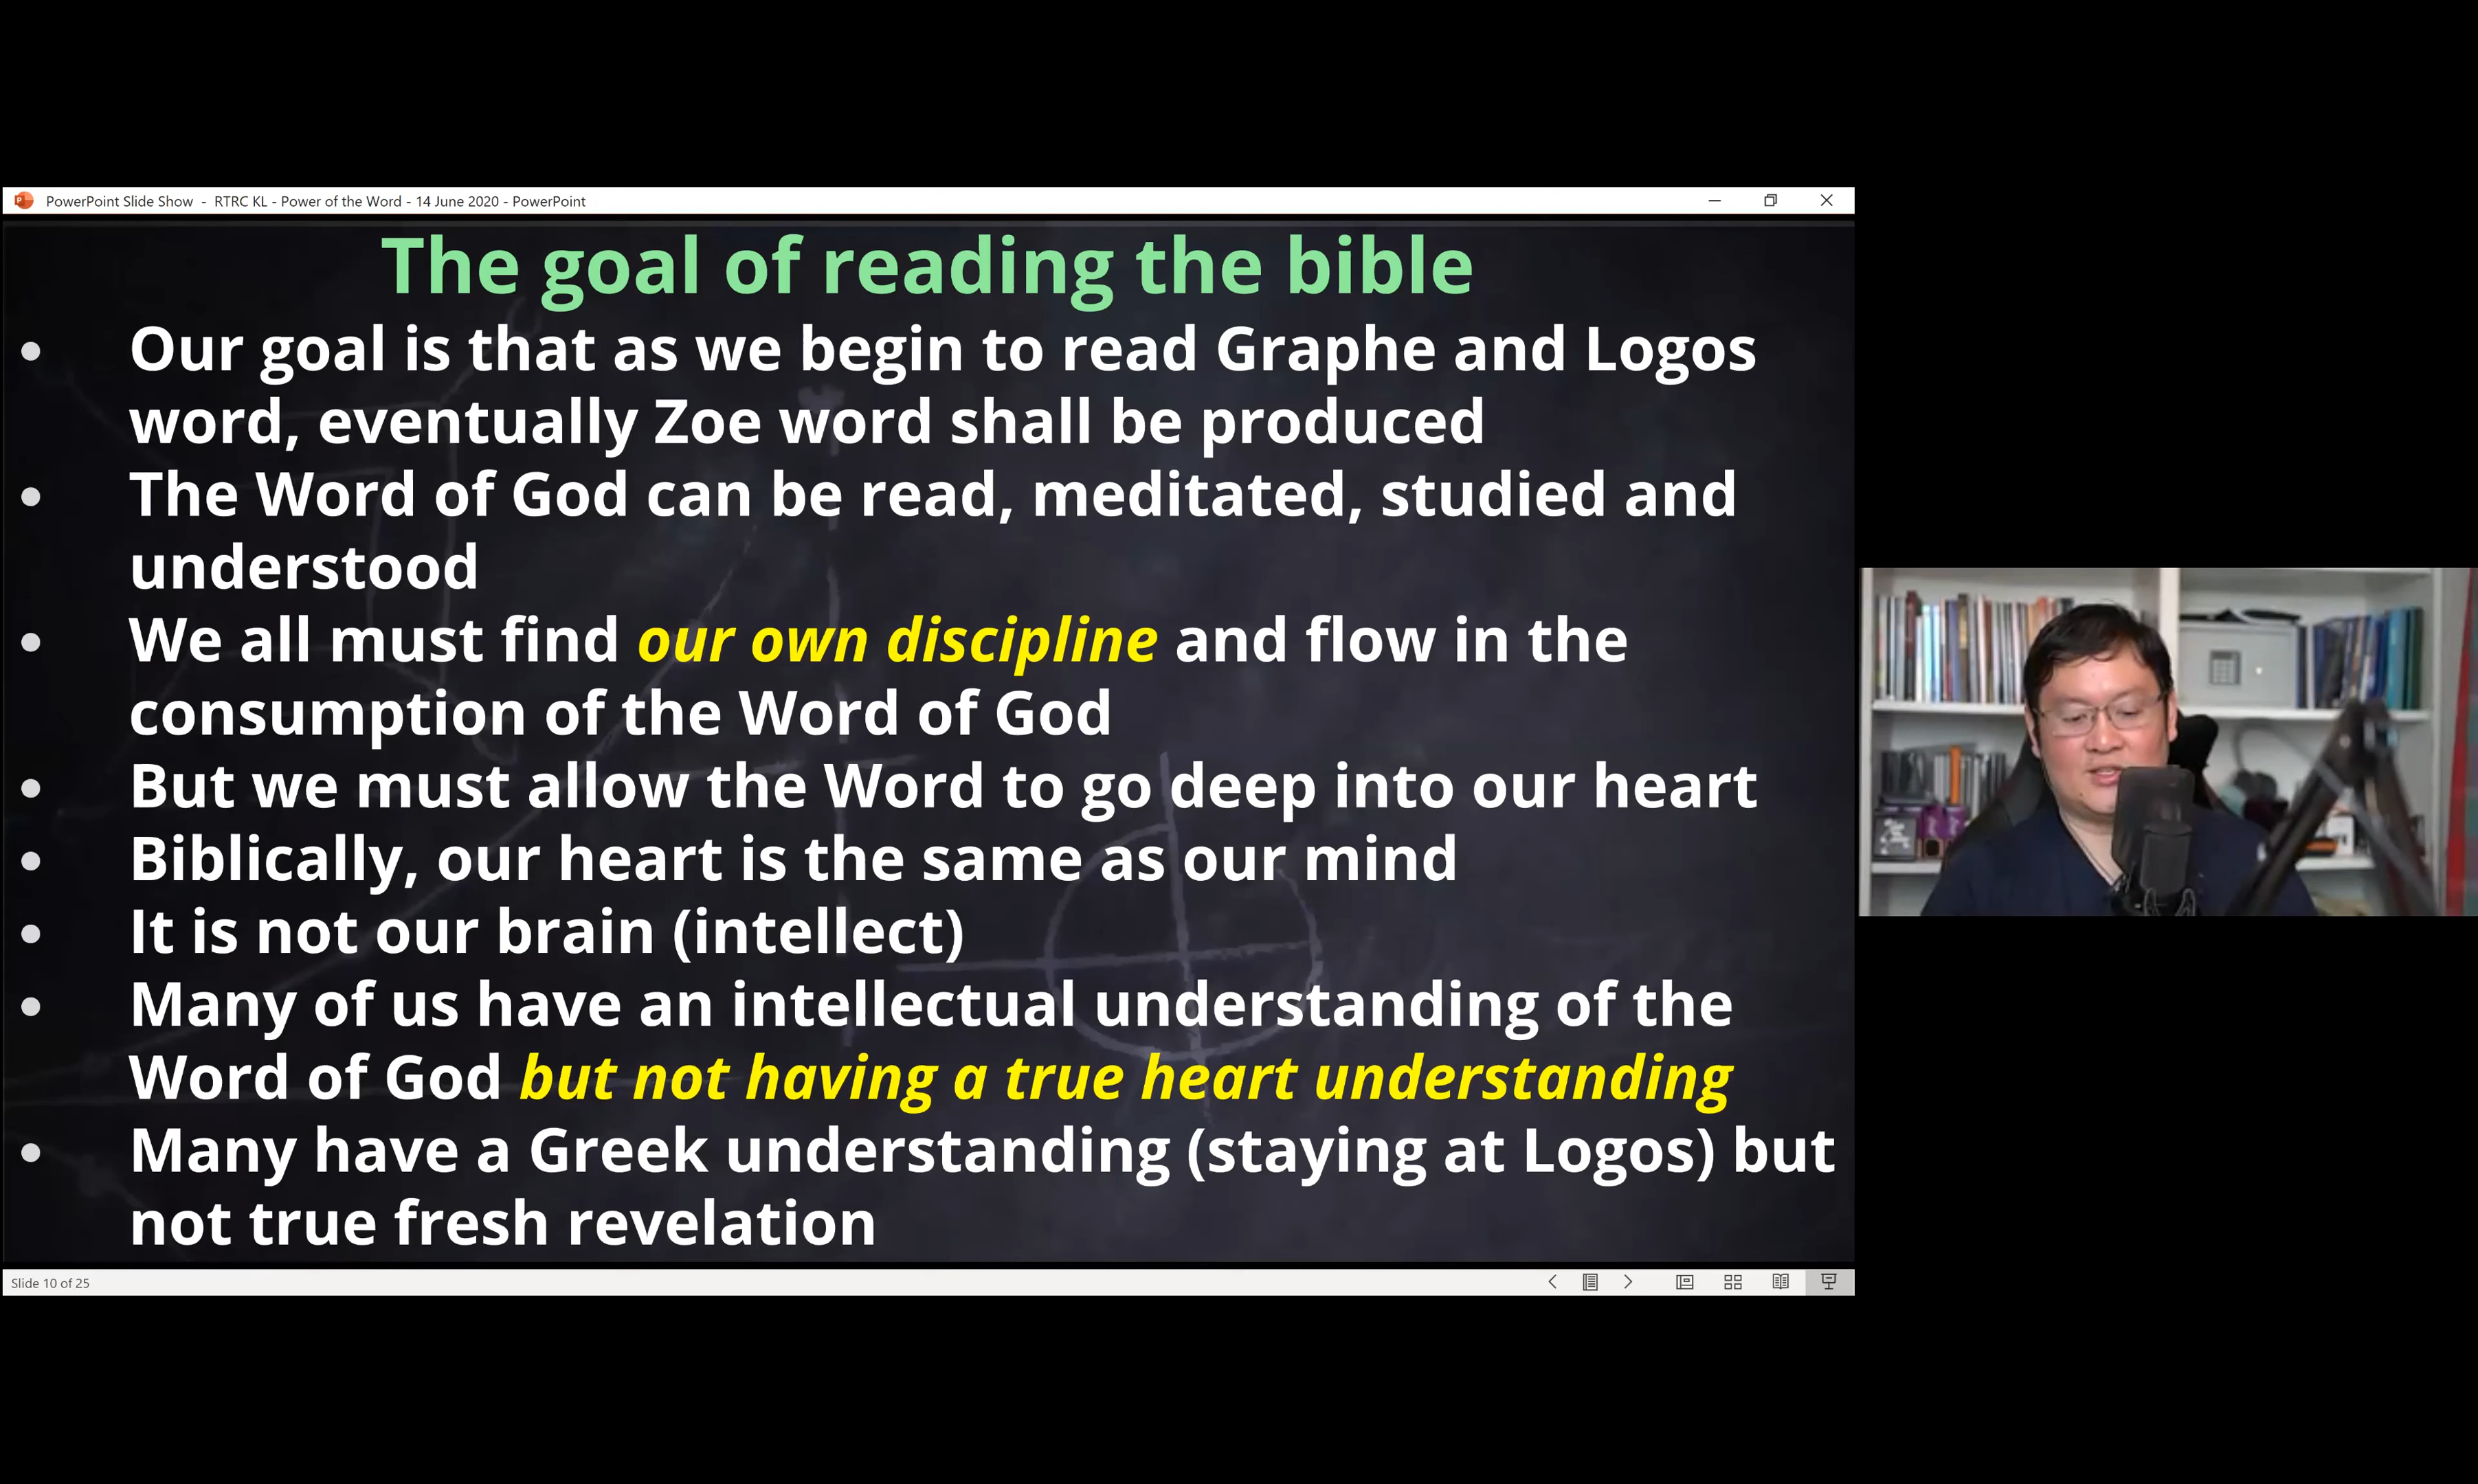 PowerPoint Slide Show - RTRC KL - Power of the Word - 14 June 2020 - PowerPoint
The goal of reading the bible
• Our goal is that as we begin to read Graphe and Logos
word, eventually Zoe word shall be produced
• The Word of God can be read, meditated, studied and
understood
• We all must find our own discipline and flow in the
consumption of the Word of God
• But we must allow the Word to go deep into our heart
• Biblically, our heart is the same as our mind
• It is not our brain (intellect)
• Many of us have an intellectual understanding of the
Word of God but not having a true heart understanding
• Many have a Greek understanding (staying at Logos) but
not true fresh revelation
Slide 10 of 25